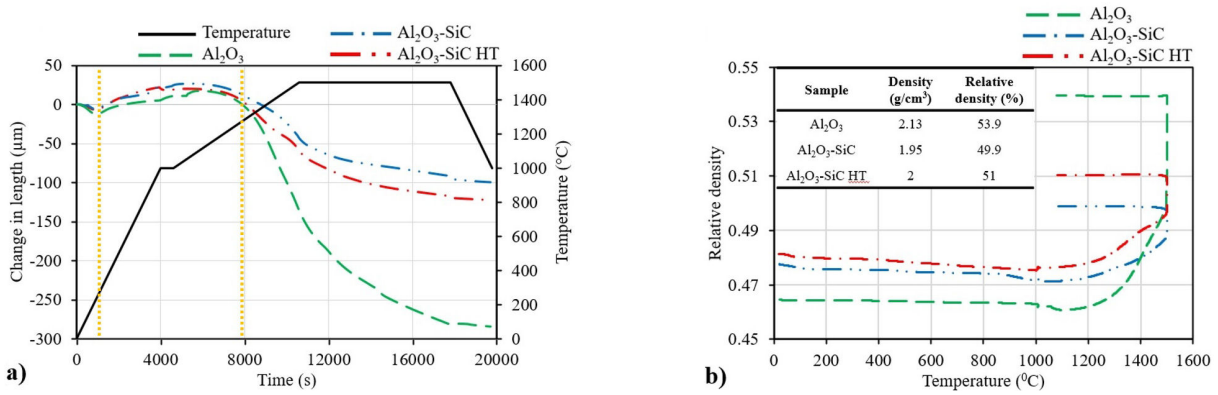 Temperature
Al₂O₃-SiC
Al₂O₃
Al₂O₃-SiC HT
50
0
-50
-100
-150
-200
-250
-300
Change in length (µm)
1600
1400
1200
1000
800
600
400
200
0
Temperature (°C)
0
4000
8000
12000
16000
20000
Time (s)
a)
Al₂O₃
Al₂O₃-SiC
Al₂O₃-SiC HT
0.55
0.53
0.51
0.49
0.47
0.45
Relative density
Sample Density (g/cm³) Relative density (%)
Al₂O₃ 2.13 53.9
Al₂O₃-SiC 1.95 49.9
Al₂O₃-SiC HT 2 51
0
200
400
600
800
1000
1200
1400
1600
Temperature (⁰C)
b)